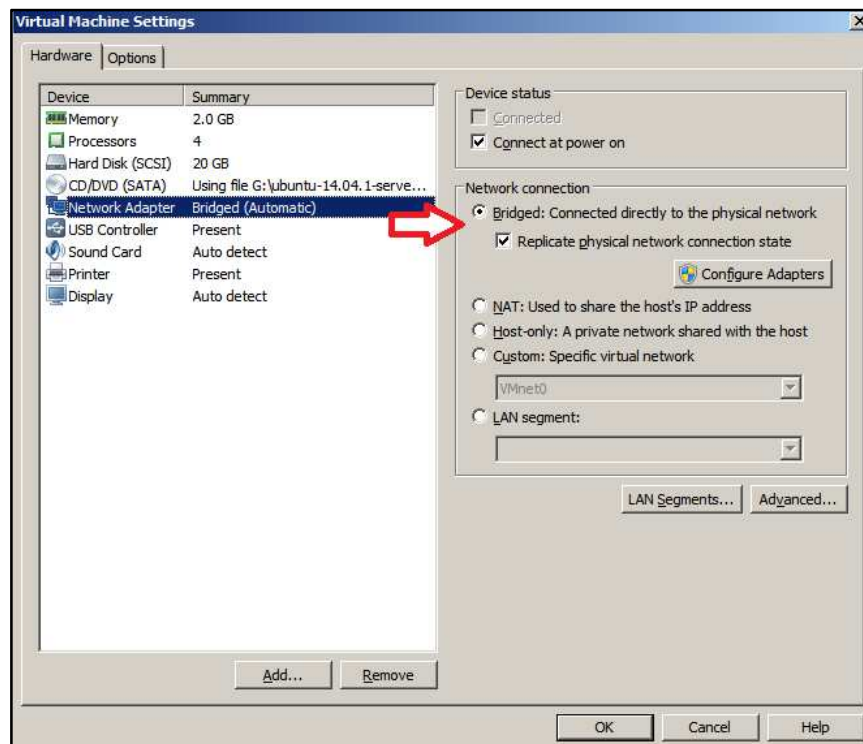 Virtual Machine Settings
Hardware
Options
Device Summary
Memory 2.0 GB
Processors 4
Hard Disk (SCSI) 20 GB
CD/DVD (SATA) Using file G:\ubuntu-14.04.1-serve...
Network Adapter Bridged (Automatic)
USB Controller Present
Sound Card Auto detect
Printer Present
Display Auto detect
Add...
Remove
Device status
Connected
Connect at power on
Network connection
Bridged: Connected directly to the physical network
Replicate physical network connection state
Configure Adapters
NAT: Used to share the host's IP address
Host-only: A private network shared with the host
Custom: Specific virtual network
VMnet0
LAN segment:
LAN Segments...
Advanced...
OK
Cancel
Help